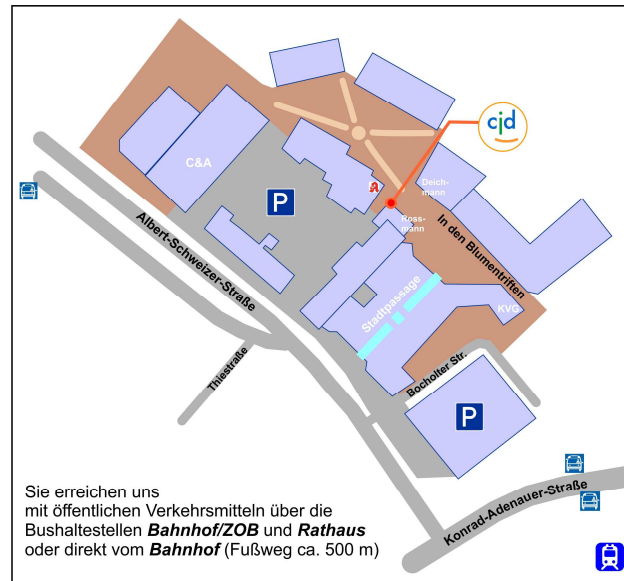 cjd
C&A
P
Deich-
mann
Ross-
mann
In den Blumentriften
Albert-Schweizer-Straße
Stadtpassage
KVG
Thiestraße
Bocholter Str.
P
Konrad-Adenauer-Straße
Sie erreichen uns
mit öffentlichen Verkehrsmitteln über die
Bushaltestellen Bahnhof/ZOB und Rathaus
oder direkt vom Bahnhof (Fußweg ca. 500 m)